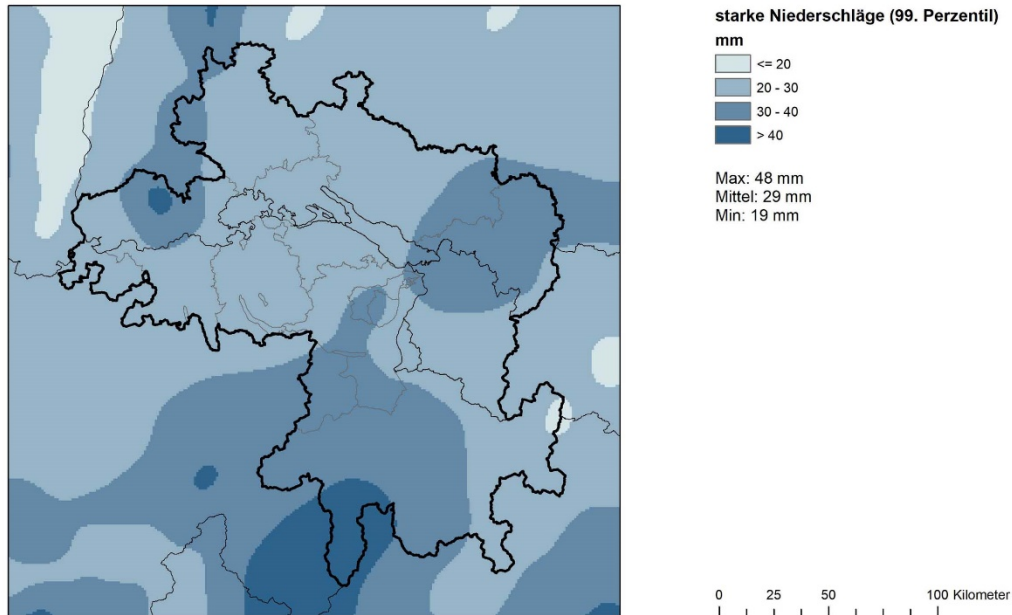 starke Niederschläge (99. Perzentil)
mm
<= 20
20 - 30
30 - 40
> 40
Max: 48 mm
Mittel: 29 mm
Min: 19 mm
0 25 50 100 Kilometer